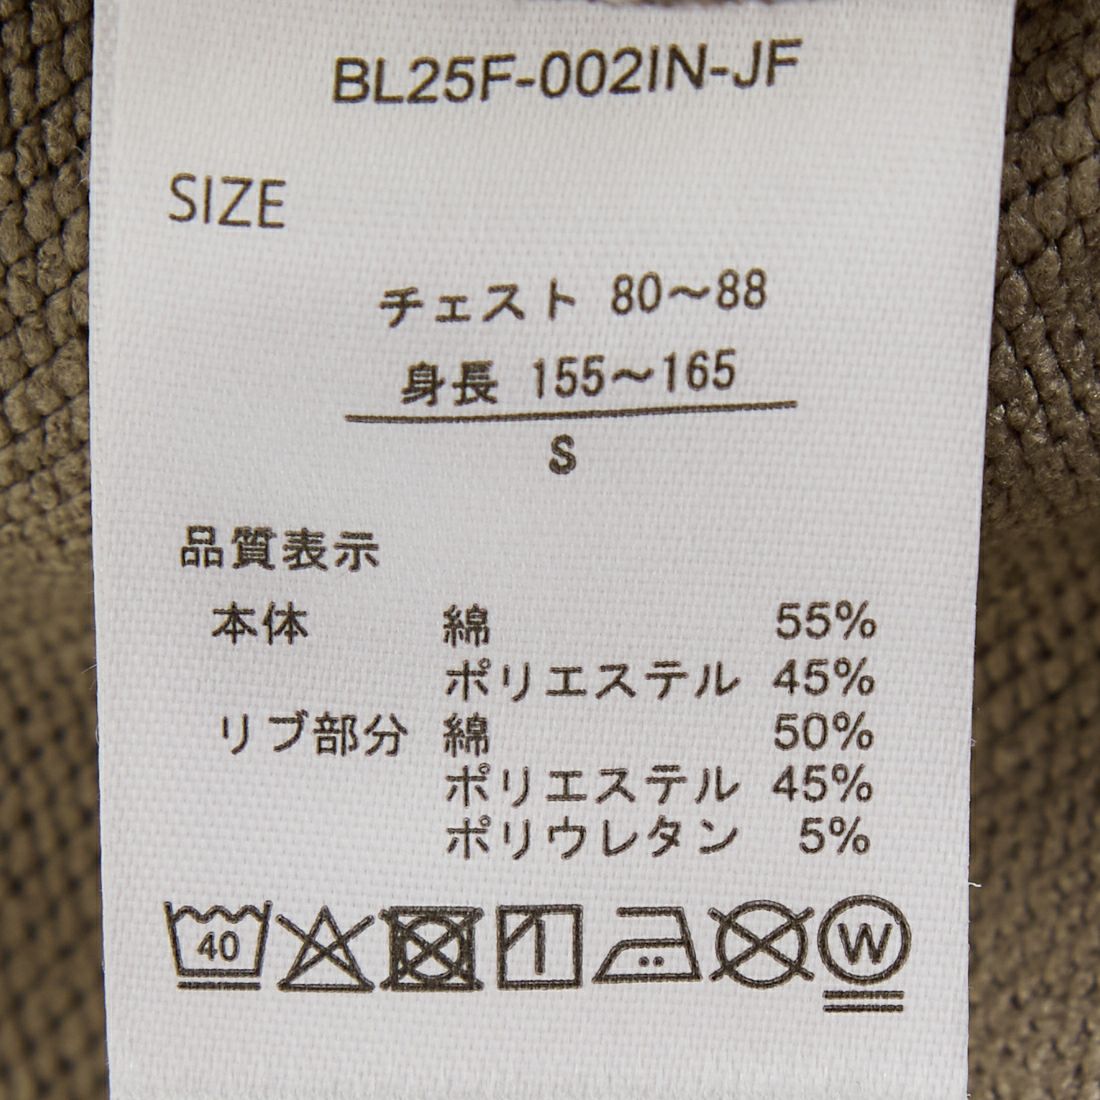 BL25F-002IN-JF
SIZE
チェスト 80～88
身長 155～165
S
品質表示
本体 綿 55%
ポリエステル 45%
リブ部分 綿 50%
ポリエステル 45%
ポリウレタン 5%
40 W